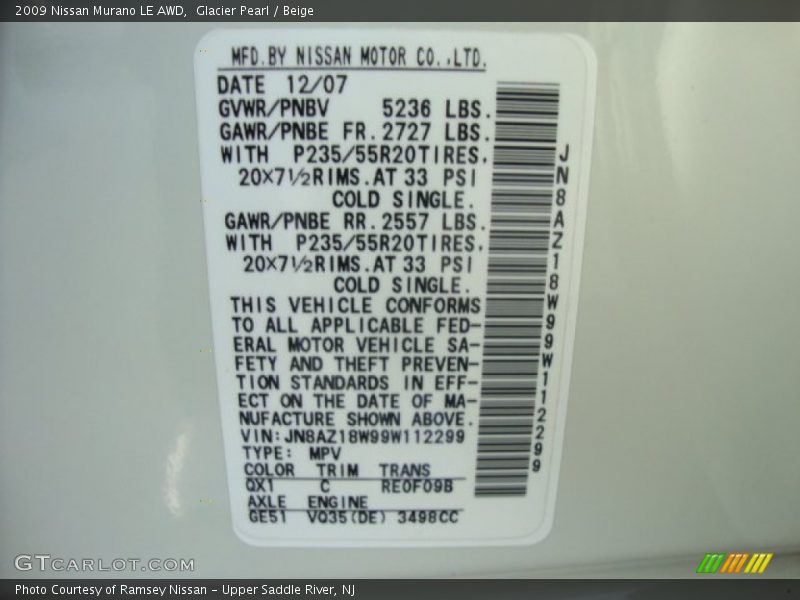 2009 Nissan Murano LE AWD,  Glacier Pearl / Beige
MFD.BY NISSAN MOTOR CO.,LTD.
DATE 12/07
GVWR/PNBV 5236 LBS.
GAWR/PNBE FR.2727 LBS.
WITH P235/55R20TIRES.
20×7½RIMS.AT 33 PSI
COLD SINGLE.
GAWR/PNBE RR.2557 LBS.
WITH P235/55R20TIRES.
20×7½RIMS.AT 33 PSI
COLD SINGLE.
THIS VEHICLE CONFORMS
TO ALL APPLICABLE FED-
ERAL MOTOR VEHICLE SA-
FETY AND THEFT PREVEN-
TION STANDARDS IN EFF-
ECT ON THE DATE OF MA-
NUFACTURE SHOWN ABOVE.
VIN:JN8AZ18W99W112299
TYPE: MPV
COLOR TRIM TRANS
QX1 C RE0F09B
AXLE ENGINE
GE51 VQ35(DE) 3498CC
JN8AZ18W99W112299
GTCARLOT.COM
Photo Courtesy of Ramsey Nissan - Upper Saddle River, NJ